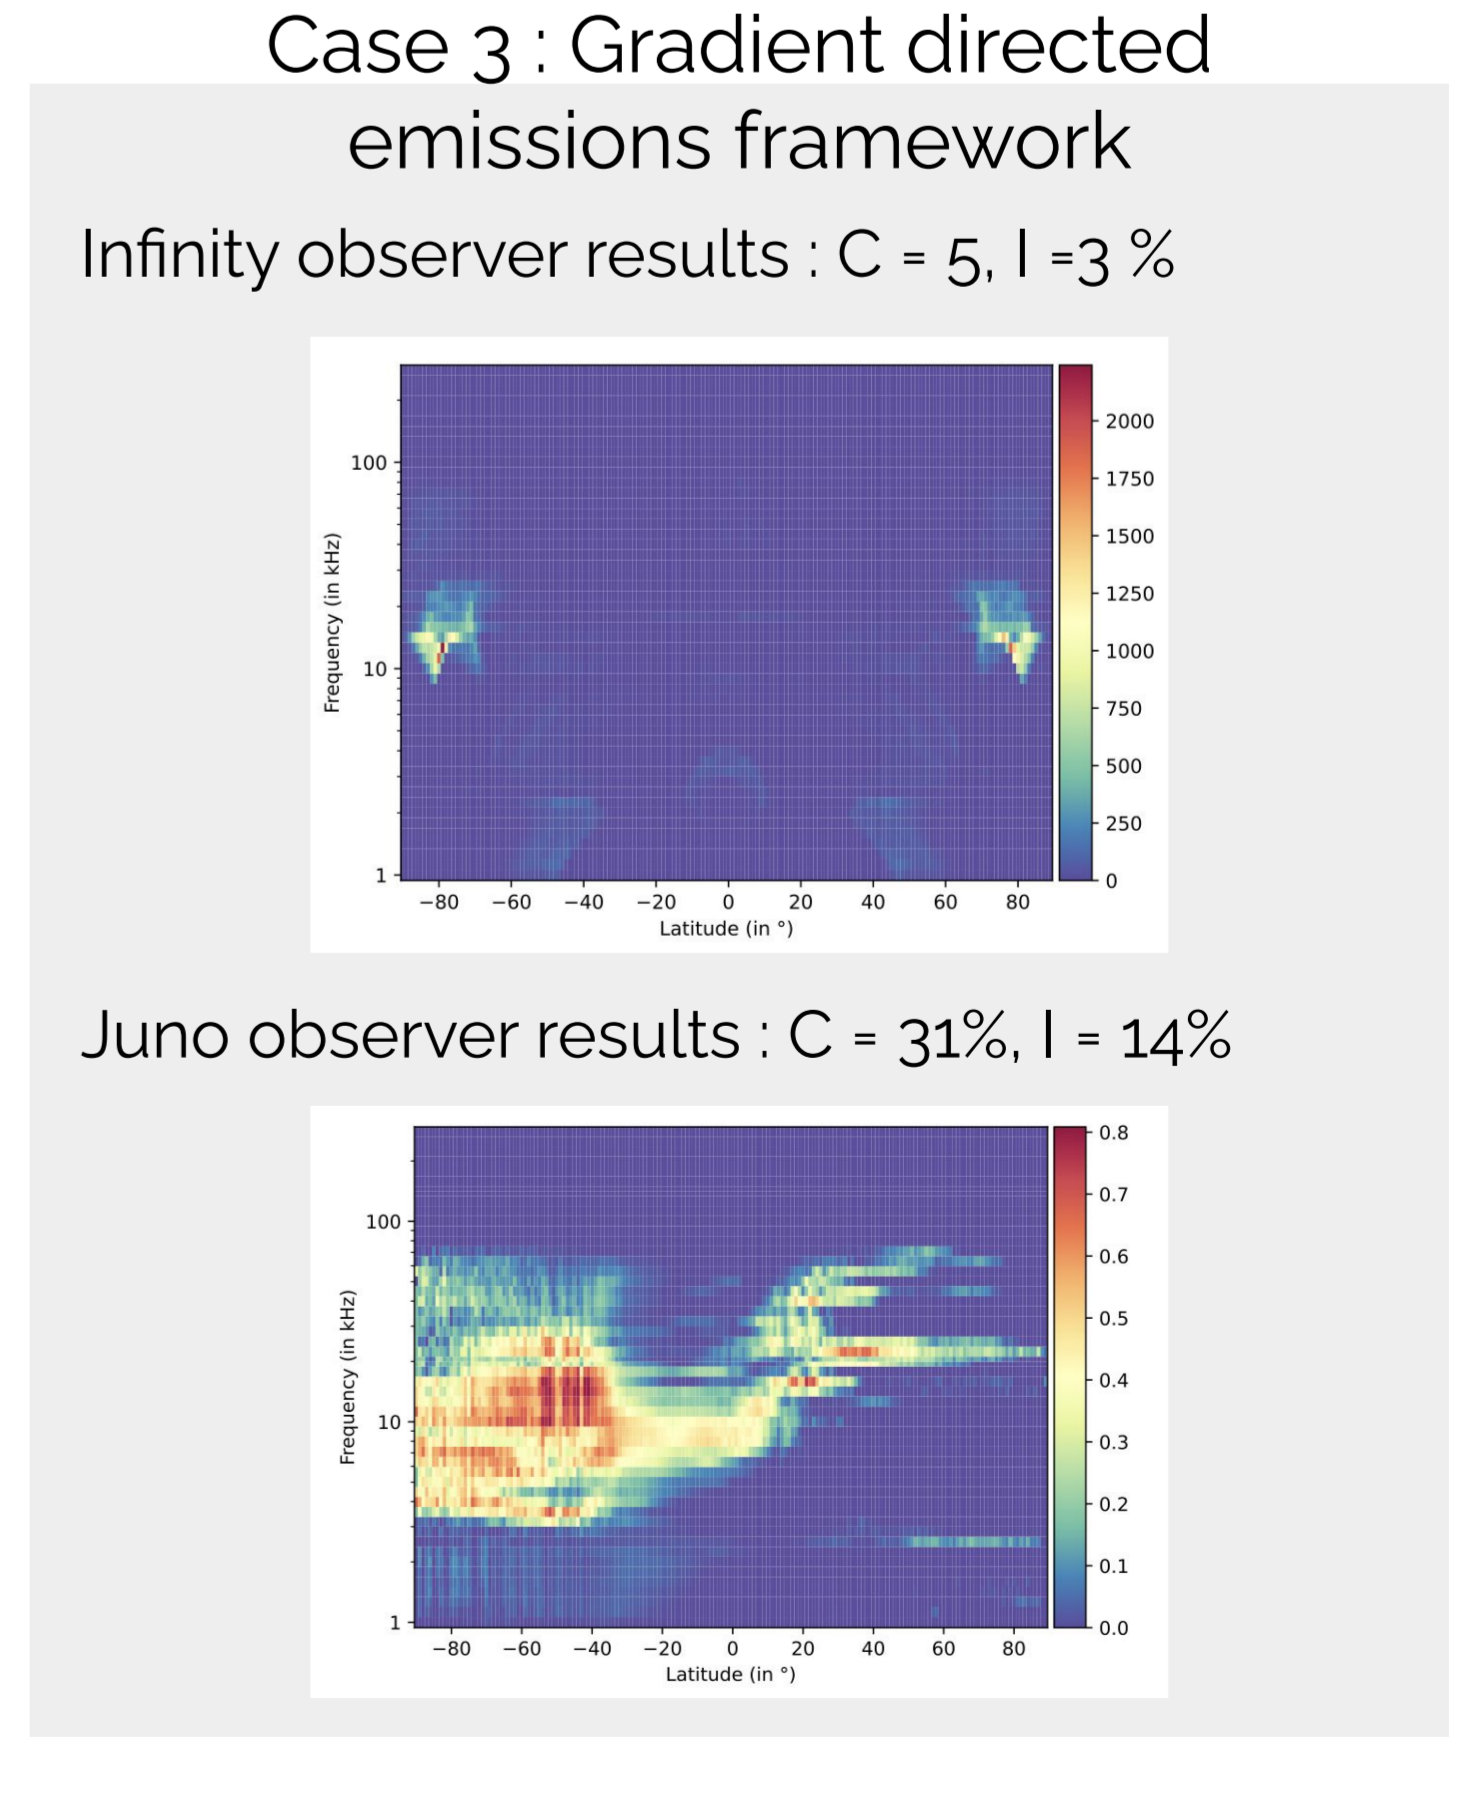 Case 3 : Gradient directed
emissions framework
Infinity observer results : C = 5, I =3 %
Frequency (in kHz)
100
10
1
−80 −60 −40 −20 0 20 40 60 80
Latitude (in °)
2000
1750
1500
1250
1000
750
500
250
0
Juno observer results : C = 31%, I = 14%
Frequency (in kHz)
100
10
1
−80 −60 −40 −20 0 20 40 60 80
Latitude (in °)
0.8
0.7
0.6
0.5
0.4
0.3
0.2
0.1
0.0